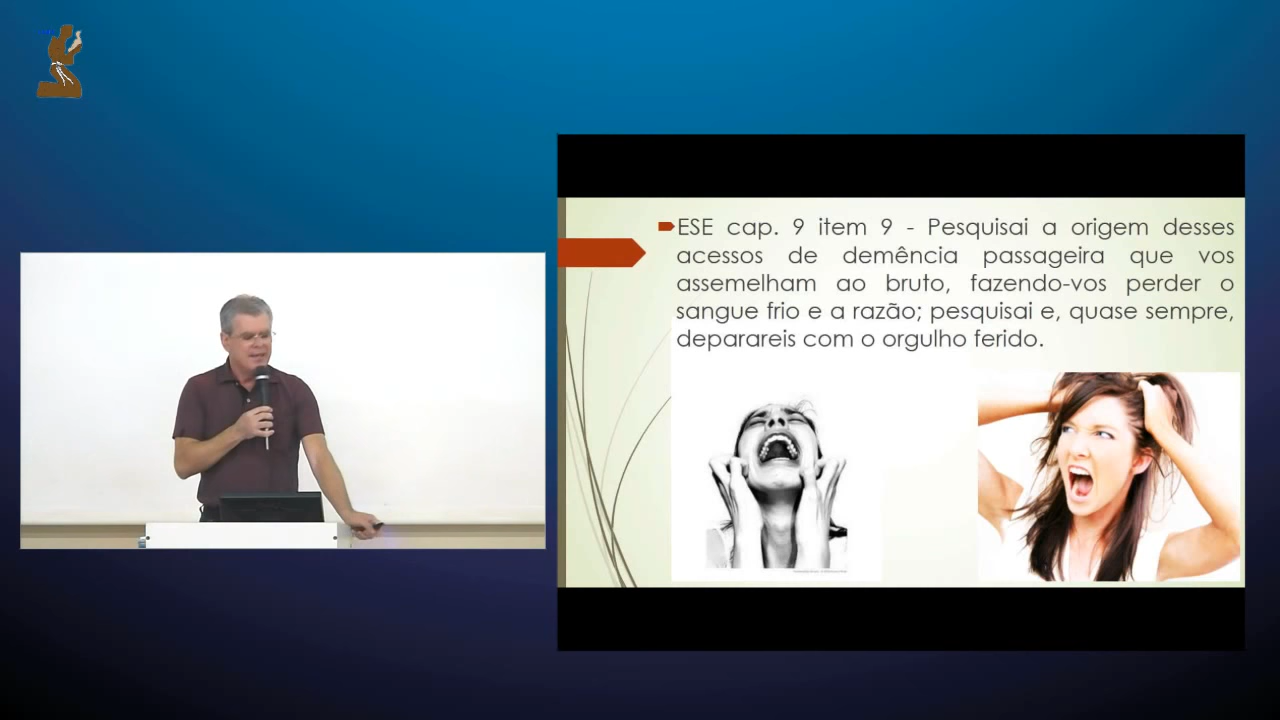 ESE cap. 9 item 9 - Pesquisai a origem desses
acessos de demência passageira que vos
assemelham ao bruto, fazendo-vos perder o
sangue frio e a razão; pesquisai e, quase sempre,
deparareis com o orgulho ferido.